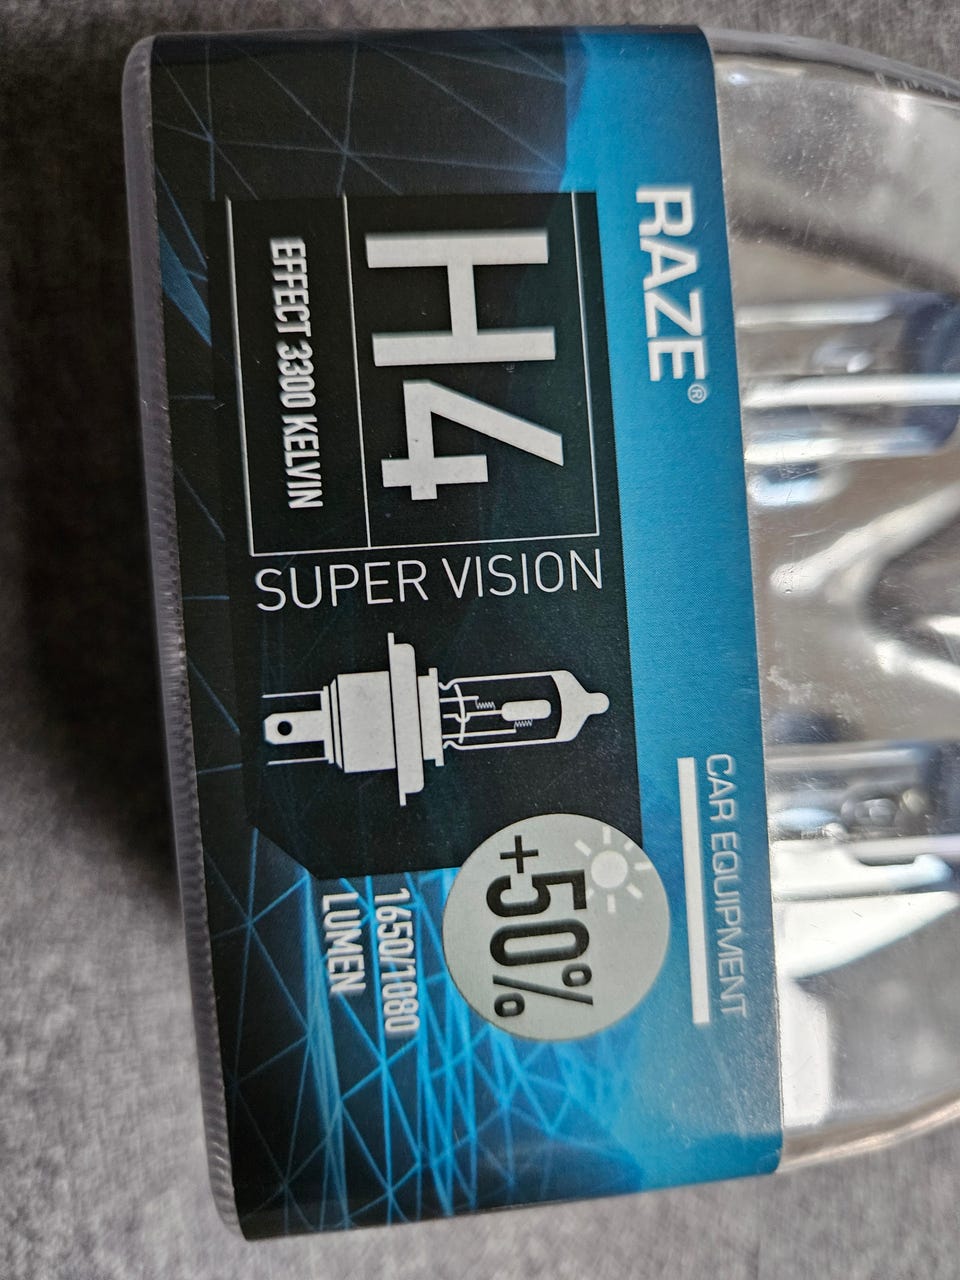 RAZE®
CAR EQUIPMENT
H4
EFFECT 3300 KELVIN
SUPER VISION
+50%
1650/1080
LUMEN